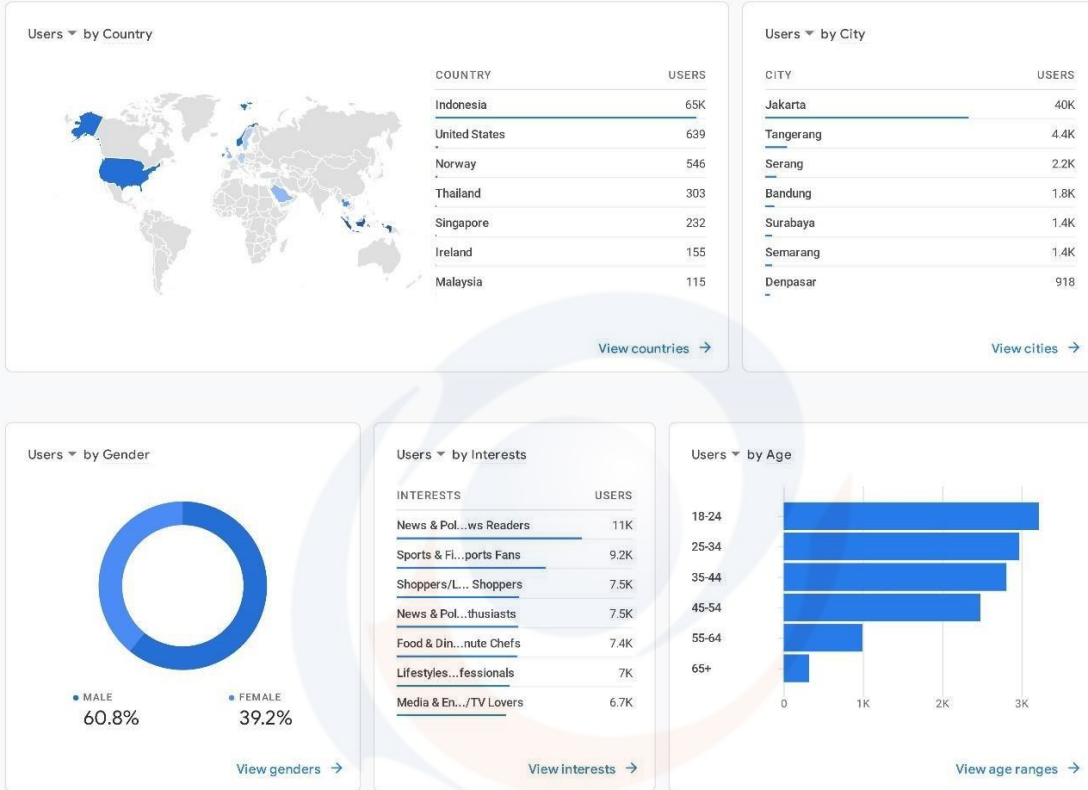 Users by Country
COUNTRY USERS
Indonesia 65K
United States 639
Norway 546
Thailand 303
Singapore 232
Ireland 155
Malaysia 115
View countries →
Users by City
CITY USERS
Jakarta 40K
Tangerang 4.4K
Serang 2.2K
Bandung 1.8K
Surabaya 1.4K
Semarang 1.4K
Denpasar 918
View cities →
Users by Gender
MALE FEMALE
60.8% 39.2%
View genders →
Users by Interests
INTERESTS USERS
News & Pol...ws Readers 11K
Sports & Fi...ports Fans 9.2K
Shoppers/L... Shoppers 7.5K
News & Pol...thusiasts 7.5K
Food & Din...nute Chefs 7.4K
Lifestyles...fessionals 7K
Media & En.../TV Lovers 6.7K
View interests →
Users by Age
18-24
25-34
35-44
45-54
55-64
65+
0 1K 2K 3K
View age ranges →